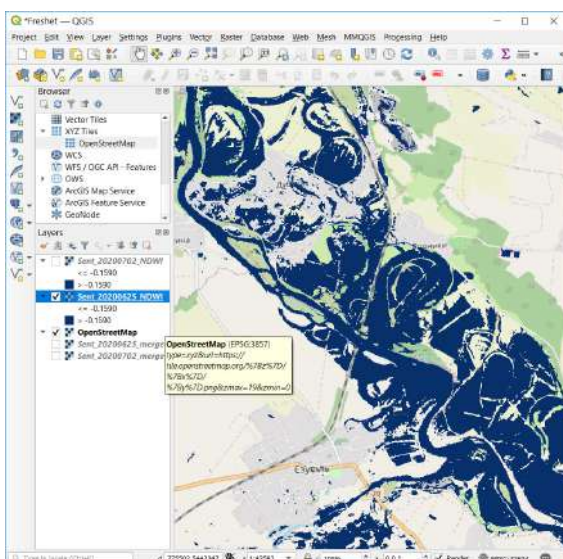 *Freshet — QGIS
Project Edit View Layer Settings Plugins Vector Raster Database Web Mesh MMQGIS Processing Help
Browser
Vector Tiles
XYZ Tiles
OpenStreetMap
WCS
WFS / OGC API - Features
OWS
ArcGIS Map Service
ArcGIS Feature Service
GeoNode
Layers
Sent_20200702_NDWI
<= -0.1590
> -0.1590
Sent_20200625_NDWI
<= -0.1590
> -0.1590
OpenStreetMap
Sent_20200625_merge
Sent_20200702_merge
OpenStreetMap (EPSG:3857)
type=xyz&url=https://
tile.openstreetmap.org/%7Bz%7D/
%7Bx%7D/
%7By%7D.png&zmax=19&zmin=0
Єзупіль
Render